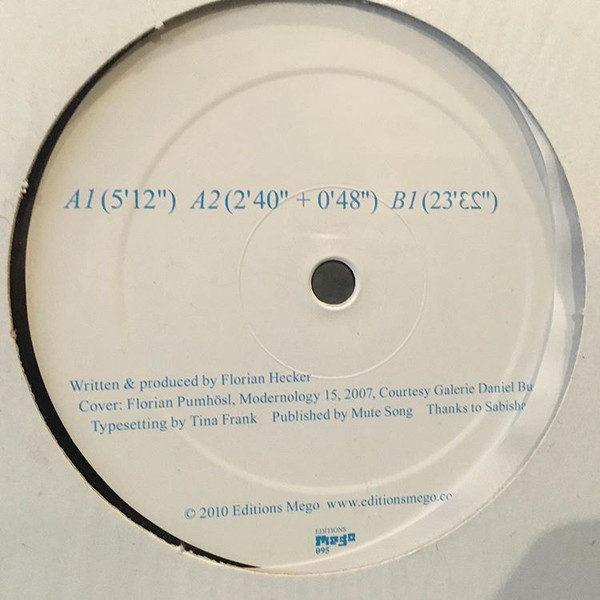 A1 (5'12") A2 (2'40" + 0'48") B1 (23'ƐS")
Written & produced by Florian Hecker
Cover: Florian Pumhösl, Modernology 15, 2007, Courtesy Galerie Daniel Bu
Typesetting by Tina Frank Published by Mute Song Thanks to Sabisha
© 2010 Editions Mego www.editionsmego.co
EDITIONS
mego
095